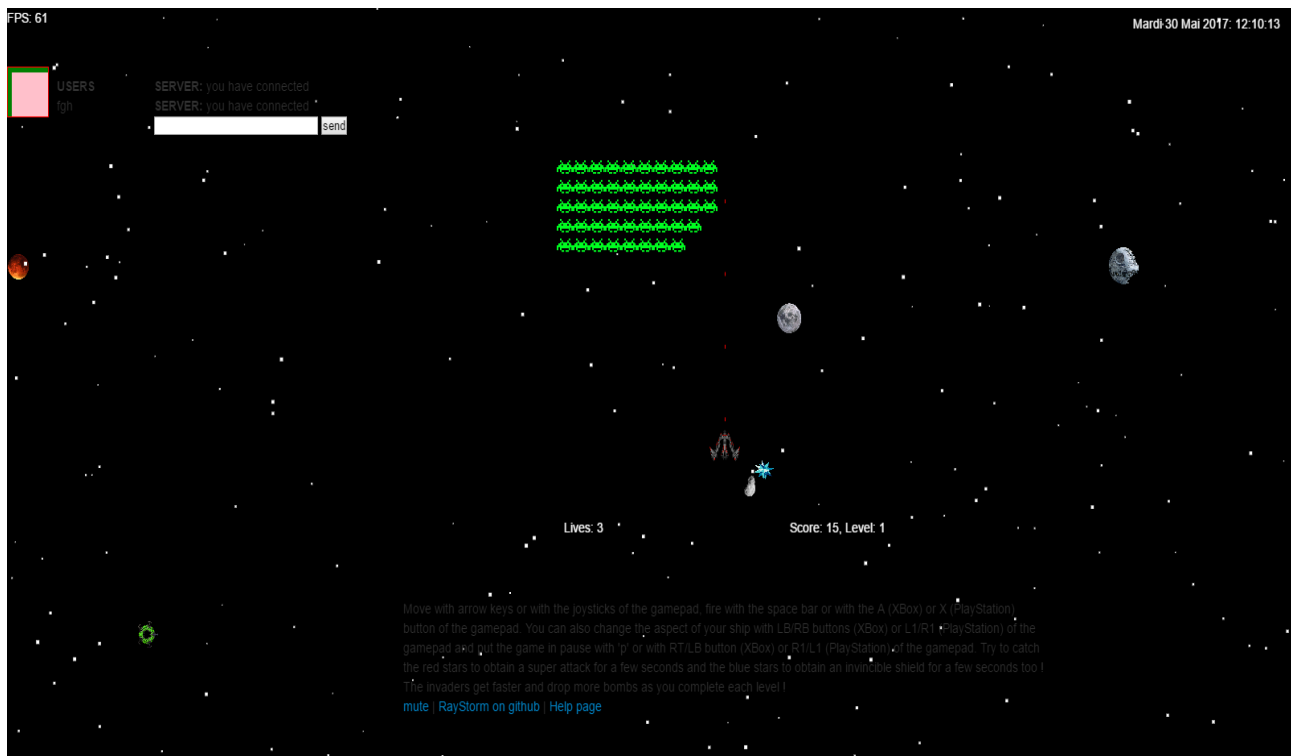 FPS: 61
Mardi 30 Mai 2017: 12:10:13
USERS
fgh
SERVER: you have connected
SERVER: you have connected
send
Lives: 3
Score: 15, Level: 1
Move with arrow keys or with the joysticks of the gamepad, fire with the space bar or with the A (XBox) or X (PlayStation)
button of the gamepad. You can also change the aspect of your ship with LB/RB buttons (XBox) or L1/R1 (PlayStation) of the
gamepad and put the game in pause with 'p' or with RT/LB button (XBox) or R1/L1 (PlayStation) of the gamepad. Try to catch
the red stars to obtain a super attack for a few seconds and the blue stars to obtain an invincible shield for a few seconds too !
The invaders get faster and drop more bombs as you complete each level !
mute | RayStorm on github | Help page